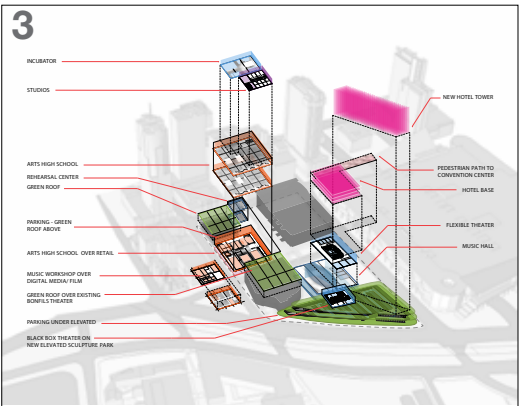 3
INCUBATOR
STUDIOS
ARTS HIGH SCHOOL
REHEARSAL CENTER
GREEN ROOF
PARKING - GREEN
ROOF ABOVE
ARTS HIGH SCHOOL OVER RETAIL
MUSIC WORKSHOP OVER
DIGITAL MEDIA/ FILM
GREEN ROOF OVER EXISTING
BONFILS THEATER
PARKING UNDER ELEVATED
BLACK BOX THEATER ON
NEW ELEVATED SCULPTURE PARK
NEW HOTEL TOWER
PEDESTRIAN PATH TO
CONVENTION CENTER
HOTEL BASE
FLEXIBLE THEATER
MUSIC HALL